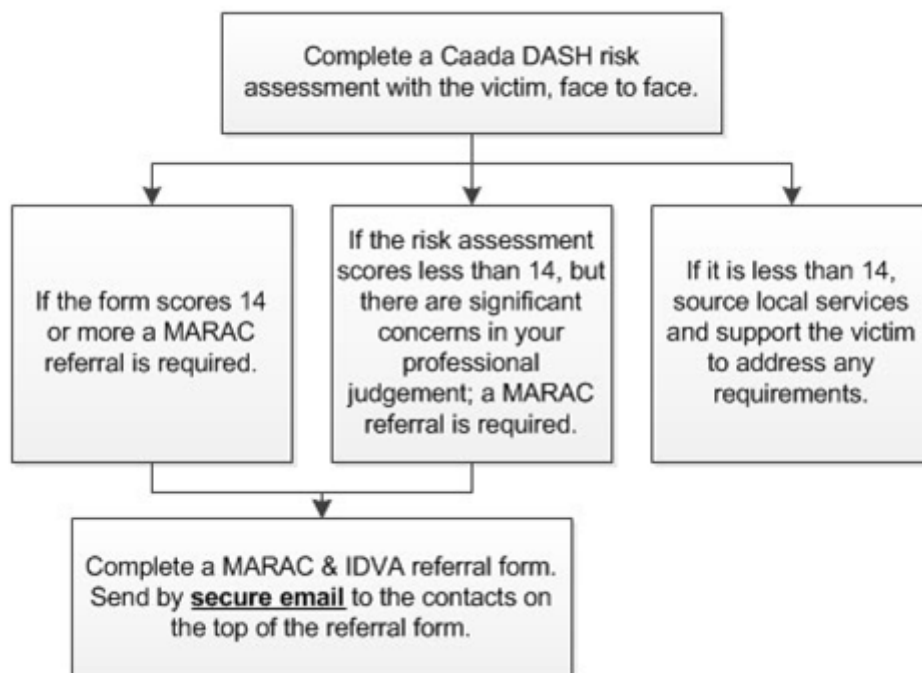 Complete a Caada DASH risk
assessment with the victim, face to face.
If the form scores 14
or more a MARAC
referral is required.
If the risk assessment
scores less than 14, but
there are significant
concerns in your
professional
judgement; a MARAC
referral is required.
If it is less than 14,
source local services
and support the victim
to address any
requirements.
Complete a MARAC & IDVA referral form.
Send by secure email to the contacts on
the top of the referral form.